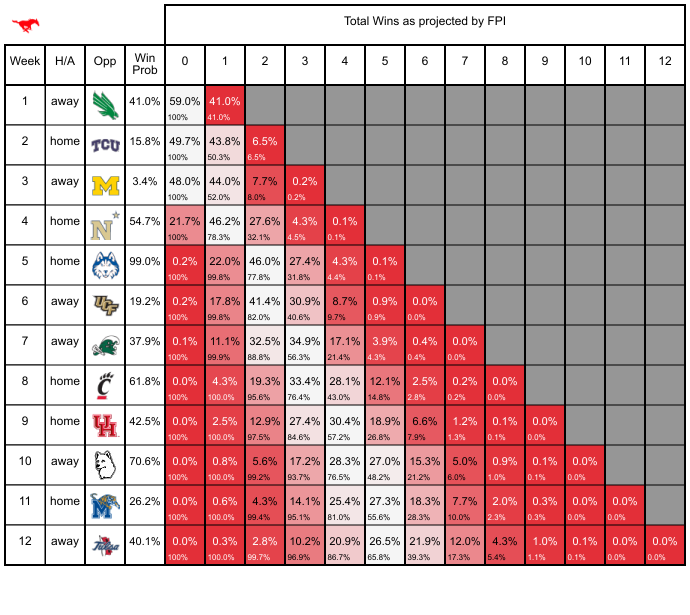 Total Wins as projected by FPI
Week H/A Opp Win Prob 0 1 2 3 4 5 6 7 8 9 10 11 12
1 away 41.0% 59.0% 41.0%
100% 41.0%
2 home TCU 15.8% 49.7% 43.8% 6.5%
100% 50.3% 6.5%
3 away M 3.4% 48.0% 44.0% 7.7% 0.2%
100% 52.0% 8.0% 0.2%
4 home N 54.7% 21.7% 46.2% 27.6% 4.3% 0.1%
100% 78.3% 32.1% 4.5% 0.1%
5 home 99.0% 0.2% 22.0% 46.0% 27.4% 4.3% 0.1%
100% 99.8% 77.8% 31.8% 4.4% 0.1%
6 away UCF 19.2% 0.2% 17.8% 41.4% 30.9% 8.7% 0.9% 0.0%
100% 99.8% 82.0% 40.6% 9.7% 0.9% 0.0%
7 away 37.9% 0.1% 11.1% 32.5% 34.9% 17.1% 3.9% 0.4% 0.0%
100% 99.9% 88.8% 56.3% 21.4% 4.3% 0.4% 0.0%
8 home C 61.8% 0.0% 4.3% 19.3% 33.4% 28.1% 12.1% 2.5% 0.2% 0.0%
100% 100.0% 95.6% 76.4% 43.0% 14.8% 2.8% 0.2% 0.0%
9 home UH 42.5% 0.0% 2.5% 12.9% 27.4% 30.4% 18.9% 6.6% 1.2% 0.1% 0.0%
100% 100.0% 97.5% 84.6% 57.2% 26.8% 7.9% 1.3% 0.1% 0.0%
10 away 70.6% 0.0% 0.8% 5.6% 17.2% 28.3% 27.0% 15.3% 5.0% 0.9% 0.1% 0.0%
100% 100.0% 99.2% 93.7% 76.5% 48.2% 21.2% 6.0% 1.0% 0.1% 0.0%
11 home M 26.2% 0.0% 0.6% 4.3% 14.1% 25.4% 27.3% 18.3% 7.7% 2.0% 0.3% 0.0% 0.0%
100% 100.0% 99.4% 95.1% 81.0% 55.6% 28.3% 10.0% 2.3% 0.3% 0.0% 0.0%
12 away Tulsa 40.1% 0.0% 0.3% 2.8% 10.2% 20.9% 26.5% 21.9% 12.0% 4.3% 1.0% 0.1% 0.0% 0.0%
100% 100.0% 99.7% 96.9% 86.7% 65.8% 39.3% 17.3% 5.4% 1.1% 0.1% 0.0% 0.0%